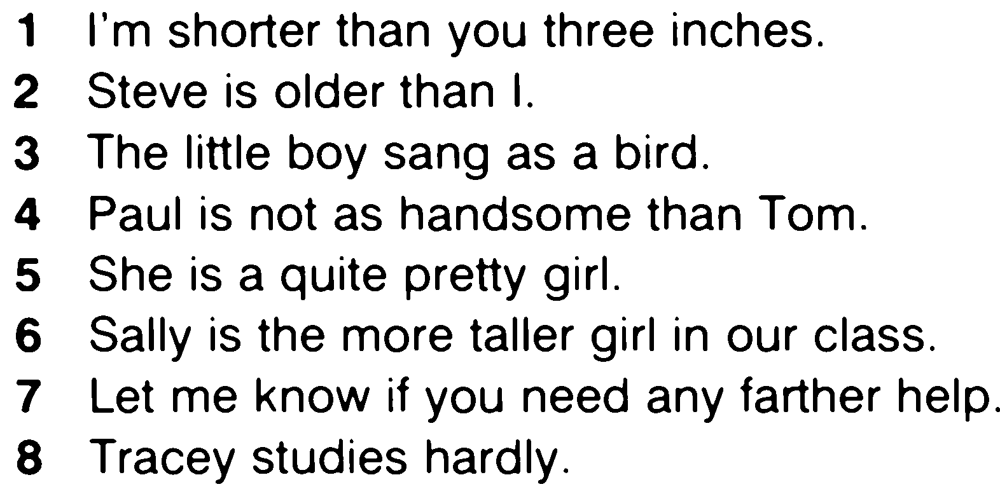 1 I'm shorter than you three inches.
2 Steve is older than I.
3 The little boy sang as a bird.
4 Paul is not as handsome than Tom.
5 She is a quite pretty girl.
6 Sally is the more taller girl in our class.
7 Let me know if you need any farther help.
8 Tracey studies hardly.